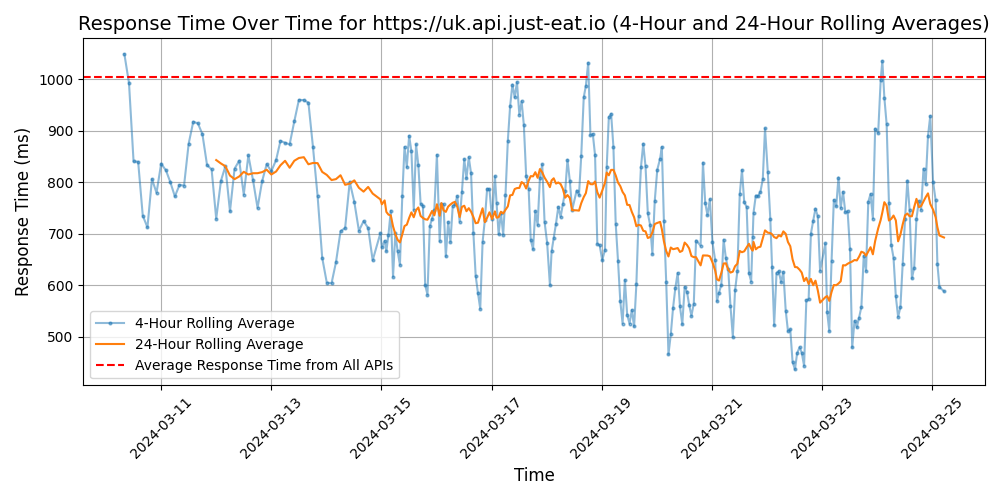 Response Time Over Time for https://uk.api.just-eat.io (4-Hour and 24-Hour Rolling Averages)
Response Time (ms)
1000
900
800
700
600
500
4-Hour Rolling Average
24-Hour Rolling Average
Average Response Time from All APIs
2024-03-11
2024-03-13
2024-03-15
2024-03-17
2024-03-19
2024-03-21
2024-03-23
2024-03-25
Time